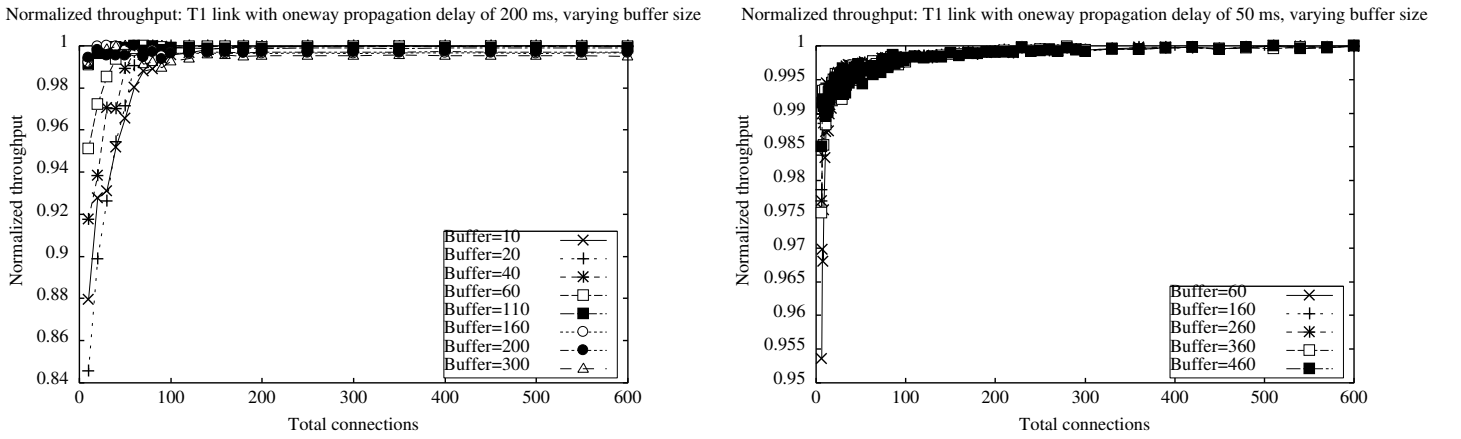 Normalized throughput: T1 link with oneway propagation delay of 200 ms, varying buffer size
1
0.98
0.96
0.94
0.92
0.9
0.88
0.86
0.84
Normalized throughput
Buffer=10
Buffer=20
Buffer=40
Buffer=60
Buffer=110
Buffer=160
Buffer=200
Buffer=300
0 100 200 300 400 500 600
Total connections
Normalized throughput: T1 link with oneway propagation delay of 50 ms, varying buffer size
1
0.995
0.99
0.985
0.98
0.975
0.97
0.965
0.96
0.955
0.95
Normalized throughput
Buffer=60
Buffer=160
Buffer=260
Buffer=360
Buffer=460
0 100 200 300 400 500 600
Total connections